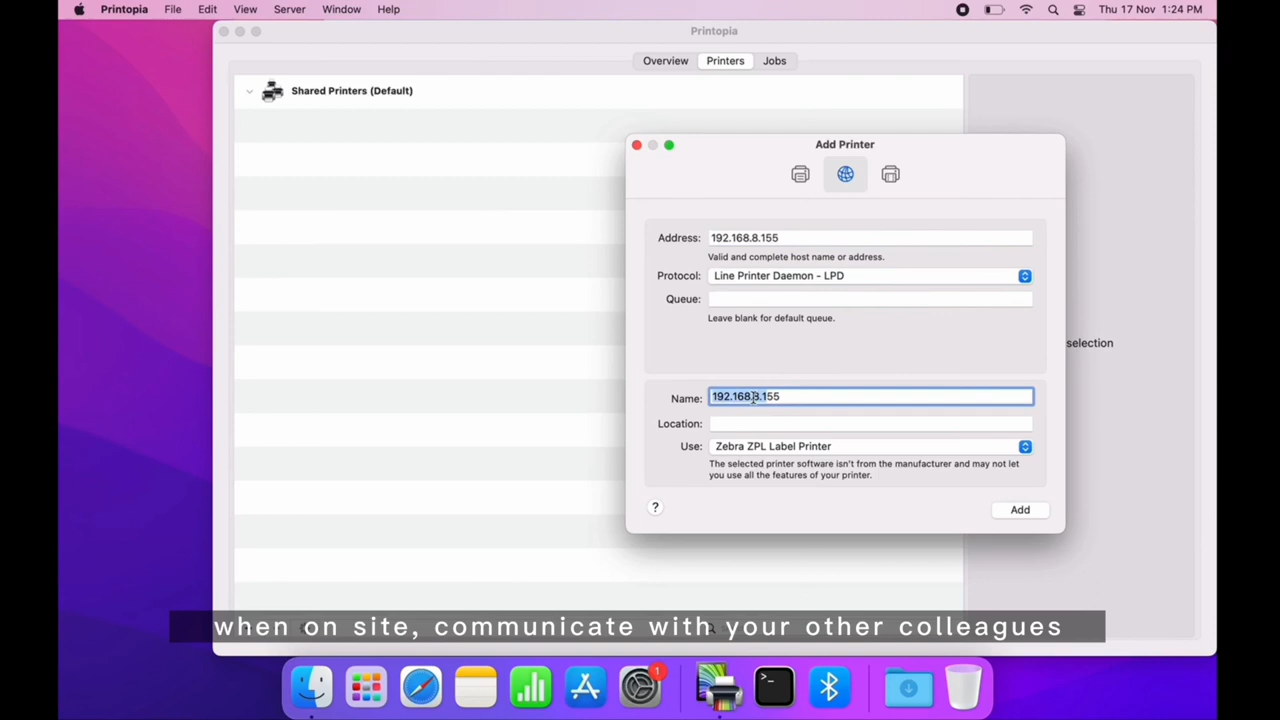 Printopia File Edit View Server Window Help Thu 17 Nov 1:24 PM
Printopia
Overview Printers Jobs
Shared Printers (Default)
Add Printer
Address: 192.168.8.155
Valid and complete host name or address.
Protocol: Line Printer Daemon - LPD
Queue:
Leave blank for default queue.
selection
Name: 192.168.8.155
Location:
Use: Zebra ZPL Label Printer
The selected printer software isn't from the manufacturer and may not let
you use all the features of your printer.
? Add
when on site, communicate with your other colleagues
1